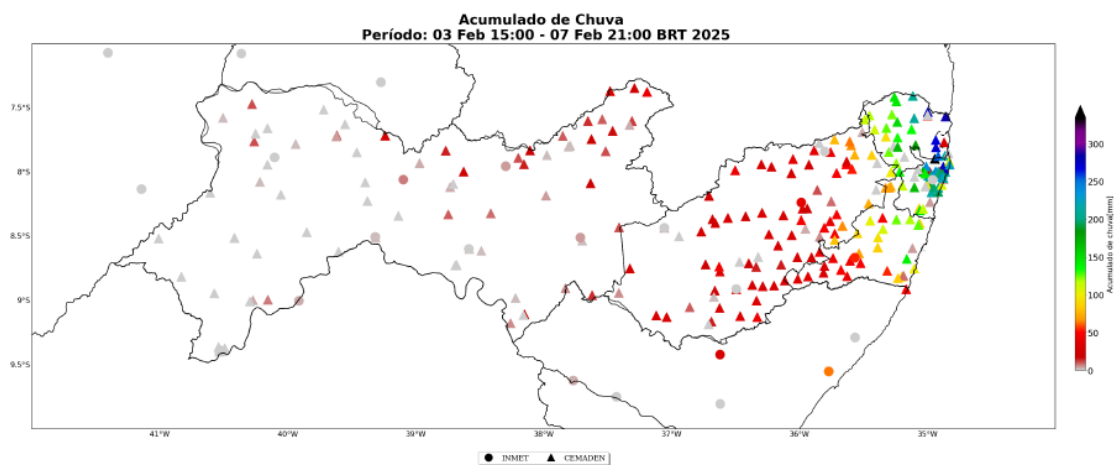 Acumulado de Chuva
Período: 03 Feb 15:00 - 07 Feb 21:00 BRT 2025
7.5°S
8°S
8.5°S
9°S
9.5°S
41°W 40°W 39°W 38°W 37°W 36°W 35°W
300
250
200
150
100
50
0
Acumulado de chuva[mm]
INMET CEMADEN